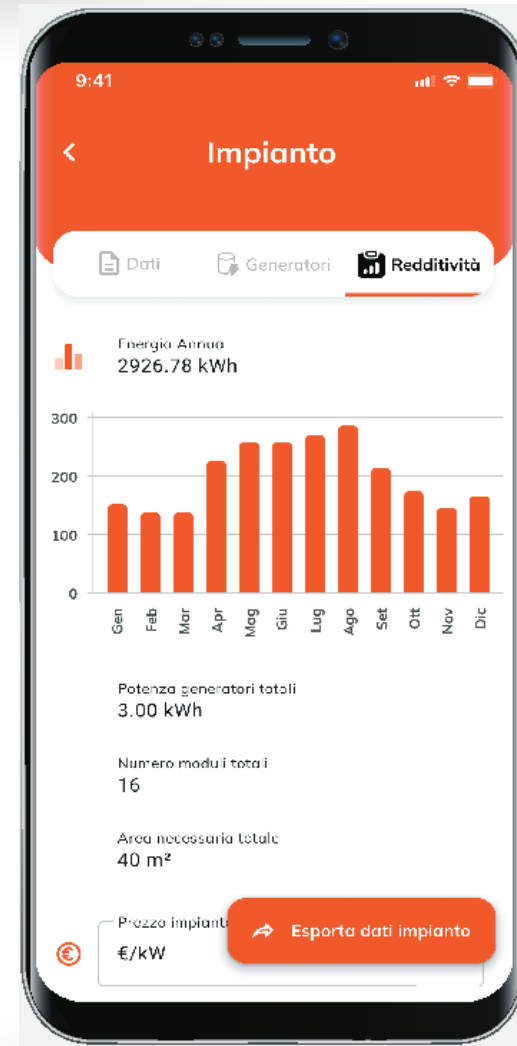 9:41
Impianto
Dati Generatori Redditività
Energia Annua
2926.78 kWh
300
200
100
0
Gen Feb Mar Apr Mag Giu Lug Ago Set Ott Nov Dic
Potenza generatori totali
3.00 kWh
Numero moduli totali
16
Area necessaria totale
40 m²
Prezzo impianto
Esporta dati impianto
€/kW